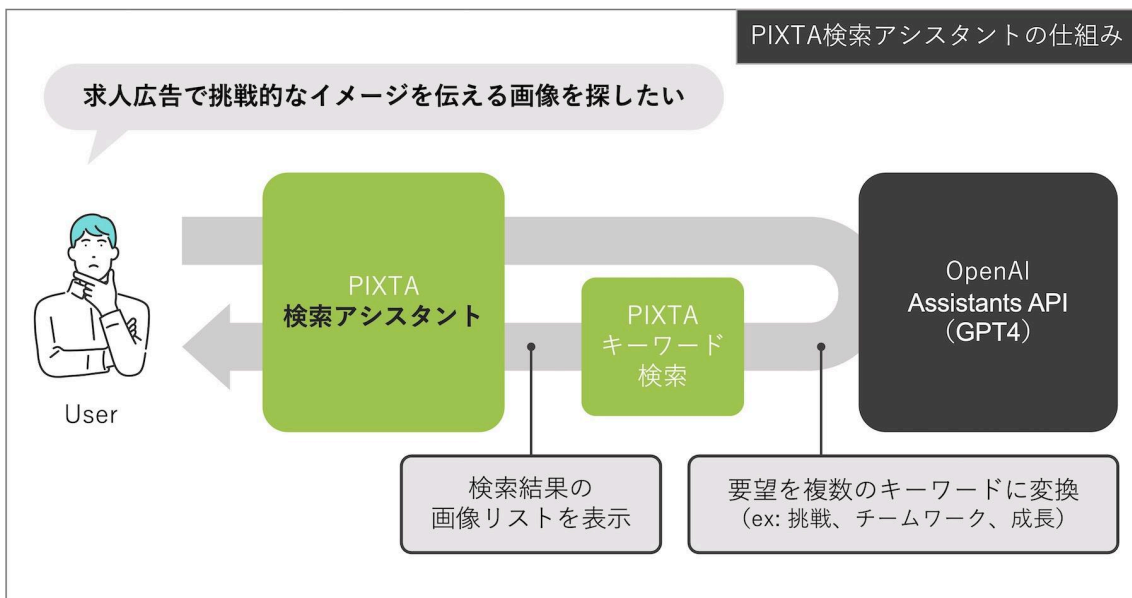 PIXTA検索アシスタントの仕組み
求人広告で挑戦的なイメージを伝える画像を探したい
User
PIXTA
検索アシスタント
PIXTA
キーワード
検索
OpenAI
Assistants API
（GPT4）
検索結果の
画像リストを表示
要望を複数のキーワードに変換
（ex: 挑戦、チームワーク、成長）